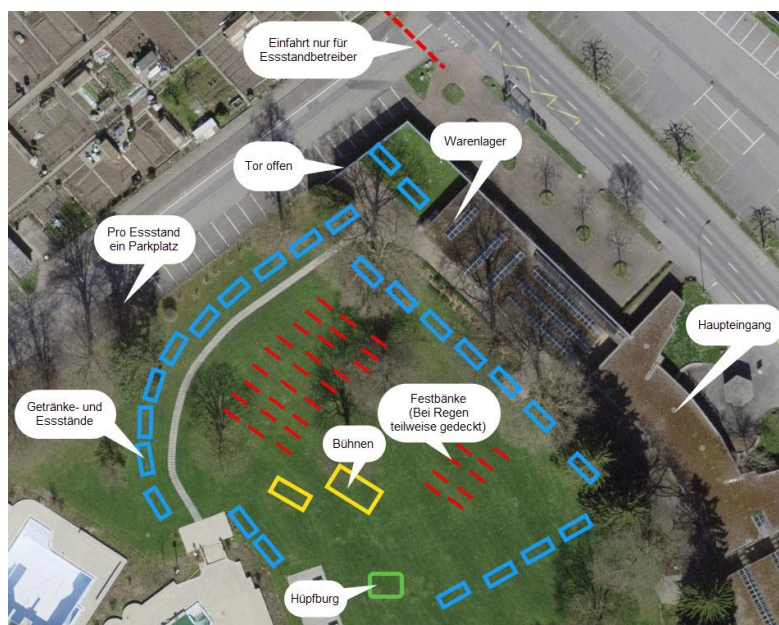 Einfahrt nur für
Essstandbetreiber
Warenlager
Tor offen
Pro Essstand
ein Parkplatz
Haupteingang
Getränke- und
Essstände
Festbänke
(Bei Regen
teilweise gedeckt)
Bühnen
Hüpfburg